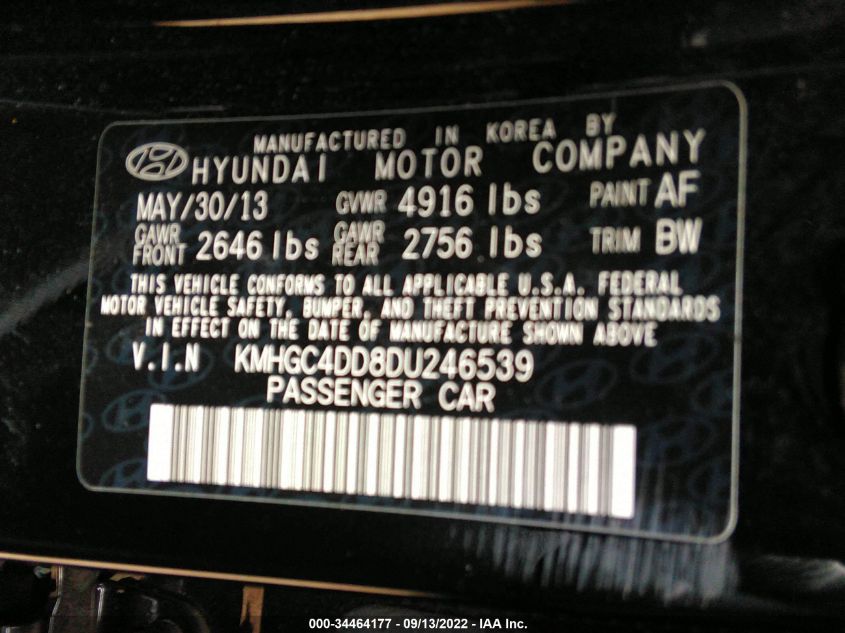 MANUFACTURED IN KOREA BY
HYUNDAI MOTOR COMPANY
MAY/30/13 GVWR 4916 lbs PAINT AF
GAWR FRONT 2646 lbs GAWR REAR 2756 lbs TRIM BW
THIS VEHICLE CONFORMS TO ALL APPLICABLE U.S.A. FEDERAL
MOTOR VEHICLE SAFETY, BUMPER, AND THEFT PREVENTION STANDARDS
IN EFFECT ON THE DATE OF MANUFACTURE SHOWN ABOVE
V.I.N KMHGC4DD8DU246539
PASSENGER CAR
000-34464177 - 09/13/2022 - IAA Inc.